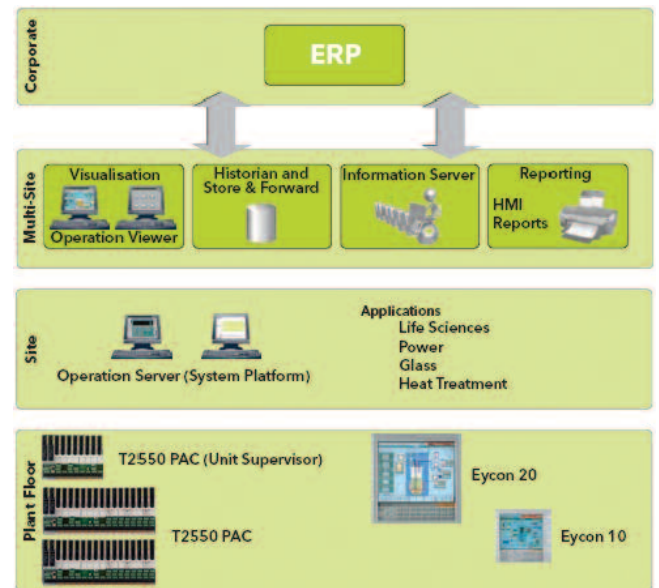 Corporate
ERP
Multi-Site
Visualisation
Operation Viewer
Historian and
Store & Forward
Information Server
Reporting
HMI
Reports
Site
Operation Server (System Platform)
Applications
Life Sciences
Power
Glass
Heat Treatment
Plant Floor
T2550 PAC (Unit Supervisor)
T2550 PAC
Eycon 20
Eycon 10